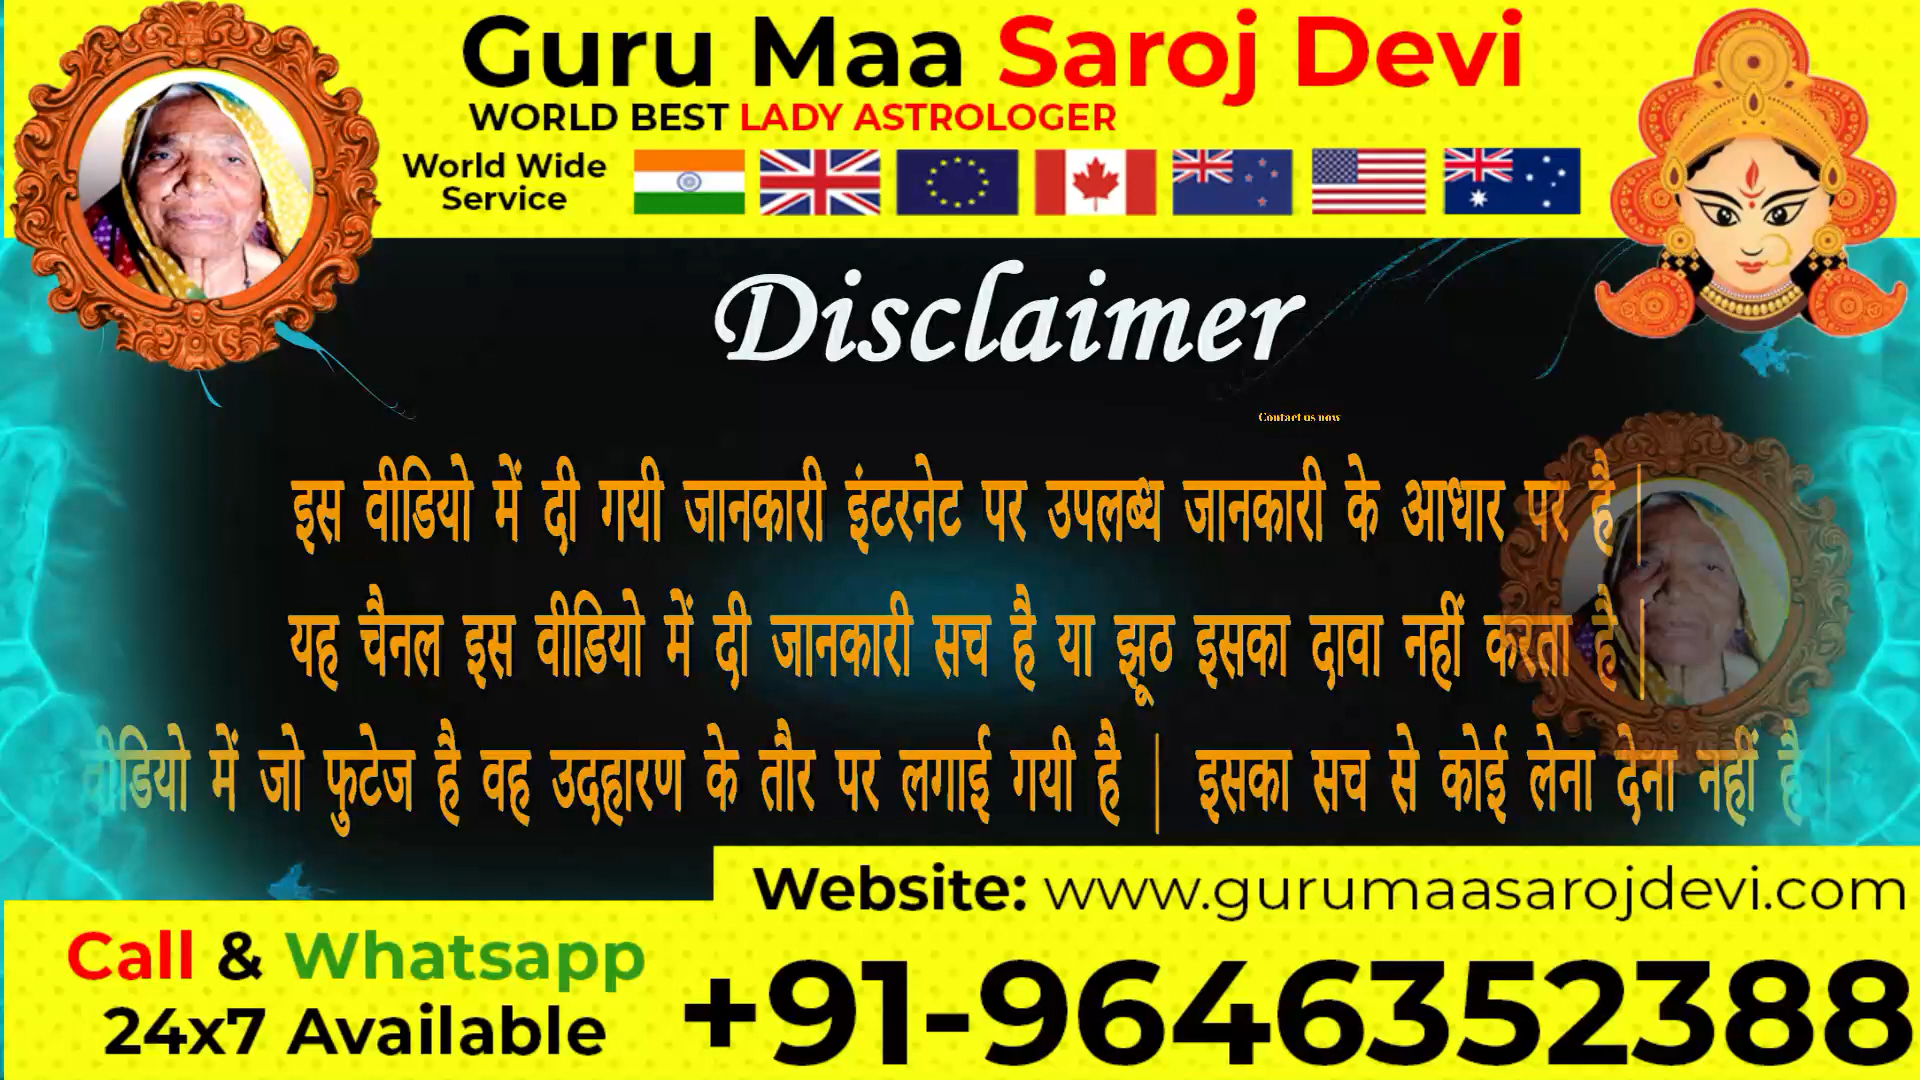 Guru Maa Saroj Devi
WORLD BEST LADY ASTROLOGER
World Wide
Service
Disclaimer
Contact us now
इस वीडियो में दी गयी जानकारी इंटरनेट पर उपलब्ध जानकारी के आधार पर है |
यह चैनल इस वीडियो में दी जानकारी सच है या झूठ इसका दावा नहीं करता है |
वीडियो में जो फुटेज है वह उदहारण के तौर पर लगाई गयी है | इसका सच से कोई लेना देना नहीं है |
Website: www.gurumaasarojdevi.com
Call & Whatsapp
24x7 Available
+91-9646352388